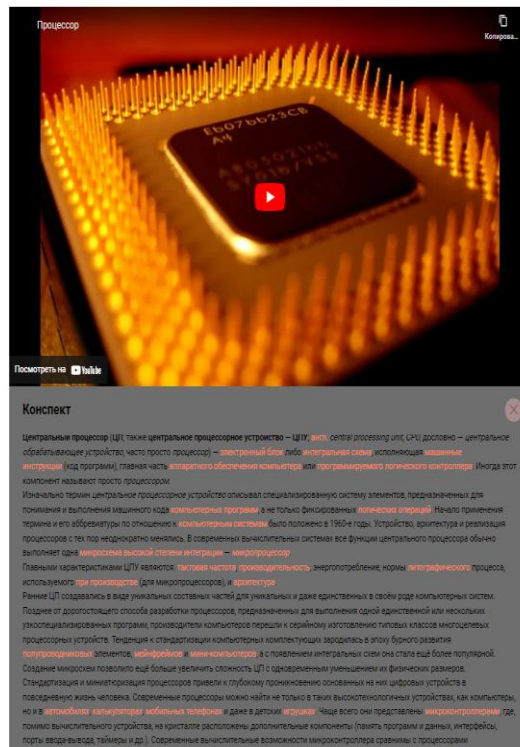 Процессор
Копирова...
Eb07bb23CB
A4
Посмотреть на YouTube
Конспект
Центральный процессор (ЦП, также центральное процессорное устройство — ЦПУ; англ. central processing unit, CPU, дословно — центральное
обрабатывающее устройство, часто просто процессор) — электронный блок либо интегральная схема, исполняющая машинные
инструкции (код программ), главная часть аппаратного обеспечения компьютера или программируемого логического контроллера. Иногда этот
компонент называют просто процессором.
Изначально термин центральное процессорное устройство описывал специализированную систему элементов, предназначенных для
понимания и выполнения машинного кода компьютерных программ, а не только фиксированных логических операций. Начало применения
термина и его аббревиатуры по отношению к компьютерным системам было положено в 1960-е годы. Устройство, архитектура и реализация
процессоров с тех пор неоднократно менялись. В современных вычислительных системах все функции центрального процессора обычно
выполняет одна микросхема высокой степени интеграции — микропроцессор.
Главными характеристиками ЦПУ являются: тактовая частота, производительность, энергопотребление, нормы литографического процесса,
используемого при производстве (для микропроцессоров), и архитектура.
Ранние ЦП создавались в виде уникальных составных частей для уникальных и даже единственных в своём роде компьютерных систем.
Позднее от дорогостоящего способа разработки процессоров, предназначенных для выполнения одной единственной или нескольких
узкоспециализированных программ, производители компьютеров перешли к серийному изготовлению типовых классов многоцелевых
процессорных устройств. Тенденция к стандартизации компьютерных комплектующих зародилась в эпоху бурного развития
полупроводниковых элементов, мейнфреймов и мини-компьютеров, а с появлением интегральных схем она стала ещё более популярной.
Создание микросхем позволило ещё больше увеличить сложность ЦП с одновременным уменьшением их физических размеров.
Стандартизация и миниатюризация процессоров привели к глубокому проникновению основанных на них цифровых устройств в
повседневную жизнь человека. Современные процессоры можно найти не только в таких высокотехнологичных устройствах, как компьютеры,
но и в автомобилях, калькуляторах, мобильных телефонах и даже в детских игрушках. Чаще всего они представлены микроконтроллерами, где,
помимо вычислительного устройства, на кристалле расположены дополнительные компоненты (память программ и данных, интерфейсы,
порты ввода-вывода, таймеры и др.). Современные вычислительные возможности микроконтроллера сравнимы с процессорами